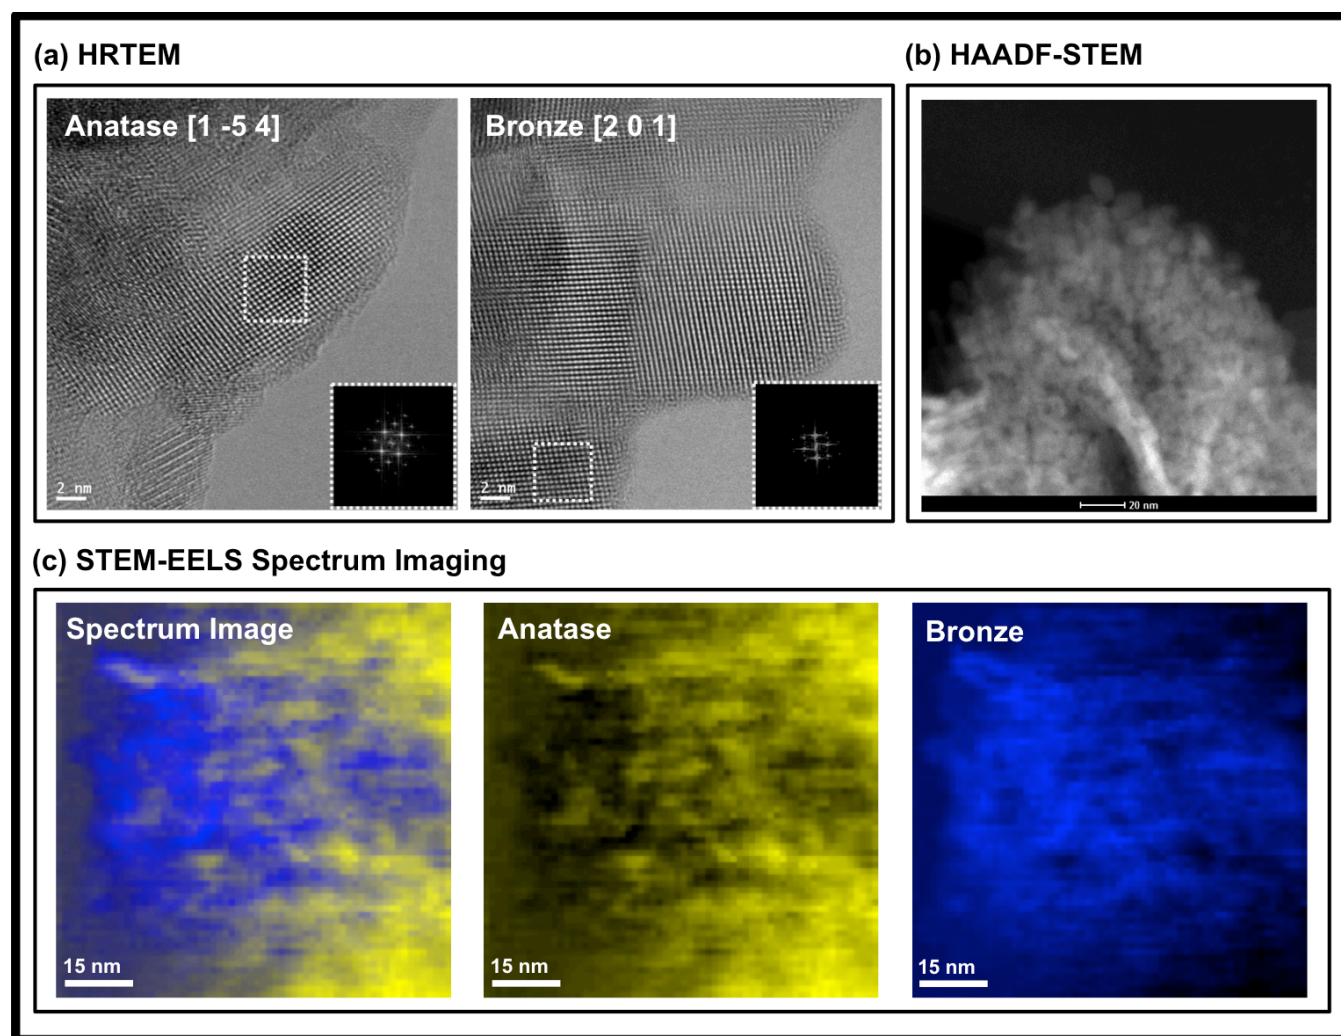 (a) HRTEM
(b) HAADF-STEM
Anatase [1 -5 4]
Bronze [2 0 1]
2 nm
2 nm
20 nm
(c) STEM-EELS Spectrum Imaging
Spectrum Image
Anatase
Bronze
15 nm
15 nm
15 nm